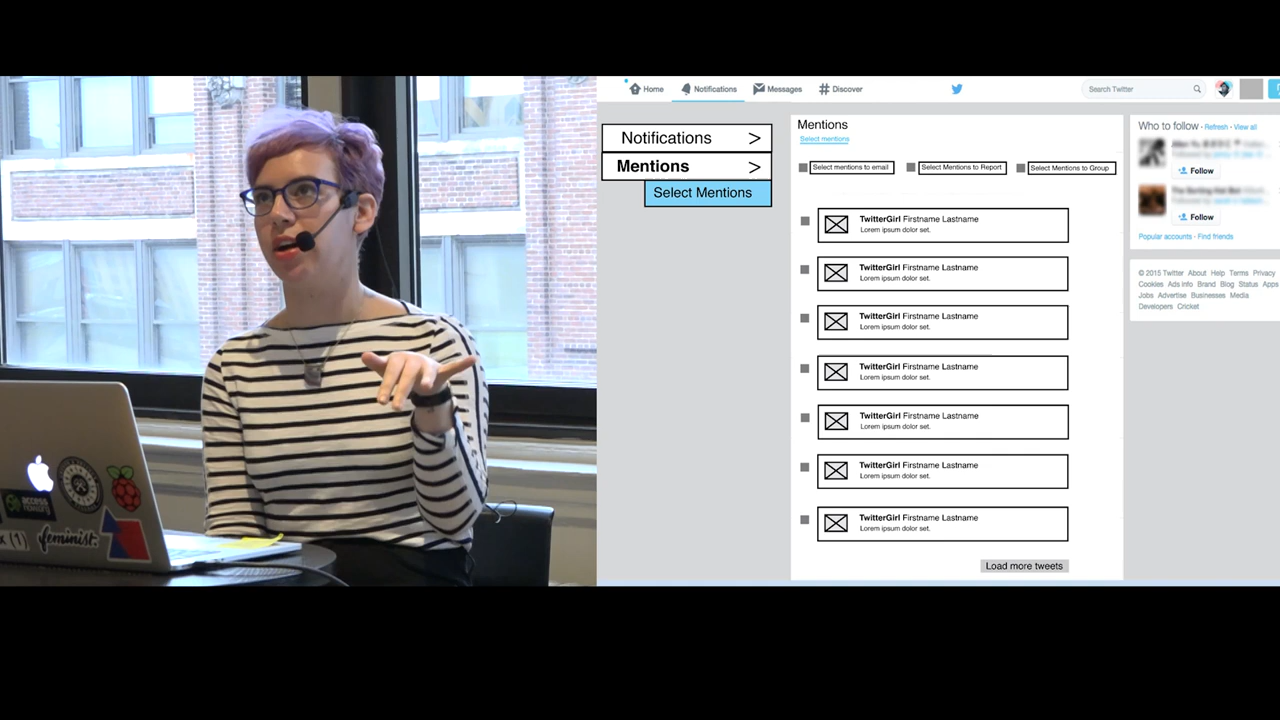 access
feminist.
(1)
Home
Notifications
Messages
Discover
Search Twitter
Notifications >
Mentions >
Select Mentions
Select mentions
Select mentions to email
Select Mentions to Report
Select Mentions to Group
TwitterGirl Firstname Lastname
Lorem ipsum dolor set.
TwitterGirl Firstname Lastname
Lorem ipsum dolor set.
TwitterGirl Firstname Lastname
Lorem ipsum dolor set.
TwitterGirl Firstname Lastname
Lorem ipsum dolor set.
TwitterGirl Firstname Lastname
Lorem ipsum dolor set.
TwitterGirl Firstname Lastname
Lorem ipsum dolor set.
TwitterGirl Firstname Lastname
Lorem ipsum dolor set.
Load more tweets
Who to follow · Refresh · View all
Follow
Follow
Popular accounts · Find friends
© 2015 Twitter About Help Terms Privacy
Cookies Ads info Brand Blog Status Apps
Jobs Advertise Businesses Media
Developers Cricket